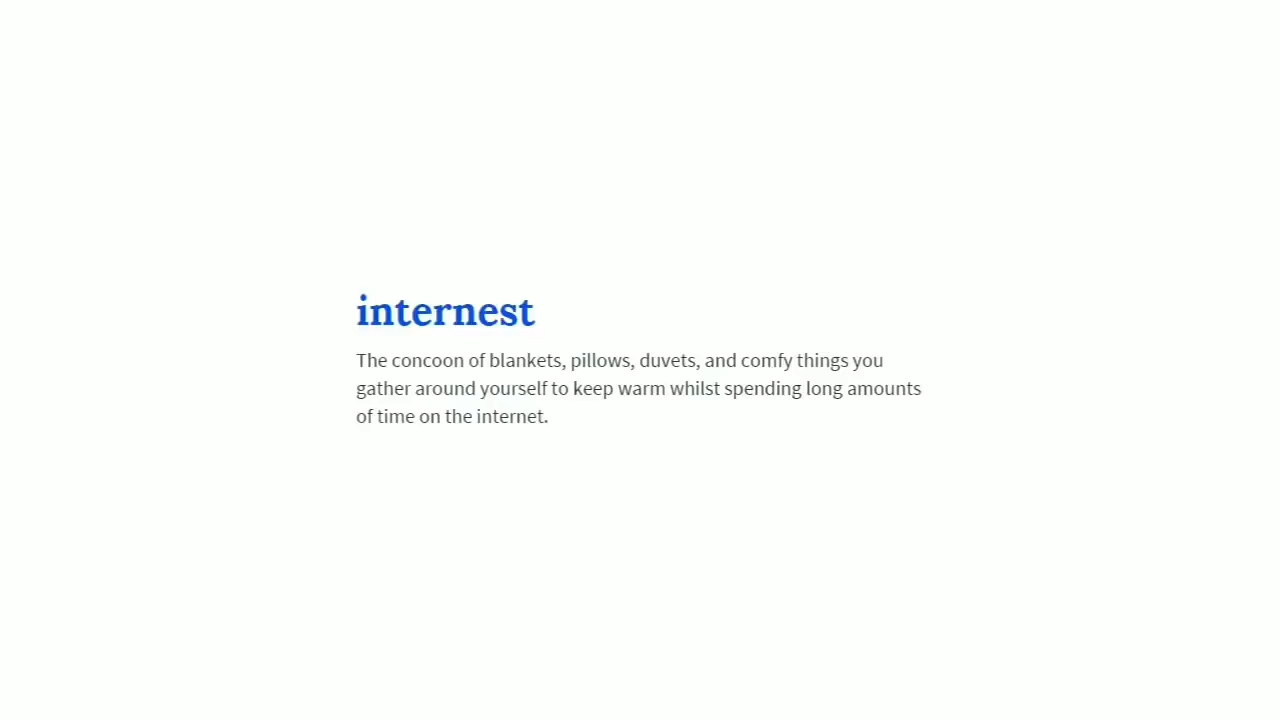 internest
The concoon of blankets, pillows, duvets, and comfy things you
gather around yourself to keep warm whilst spending long amounts
of time on the internet.